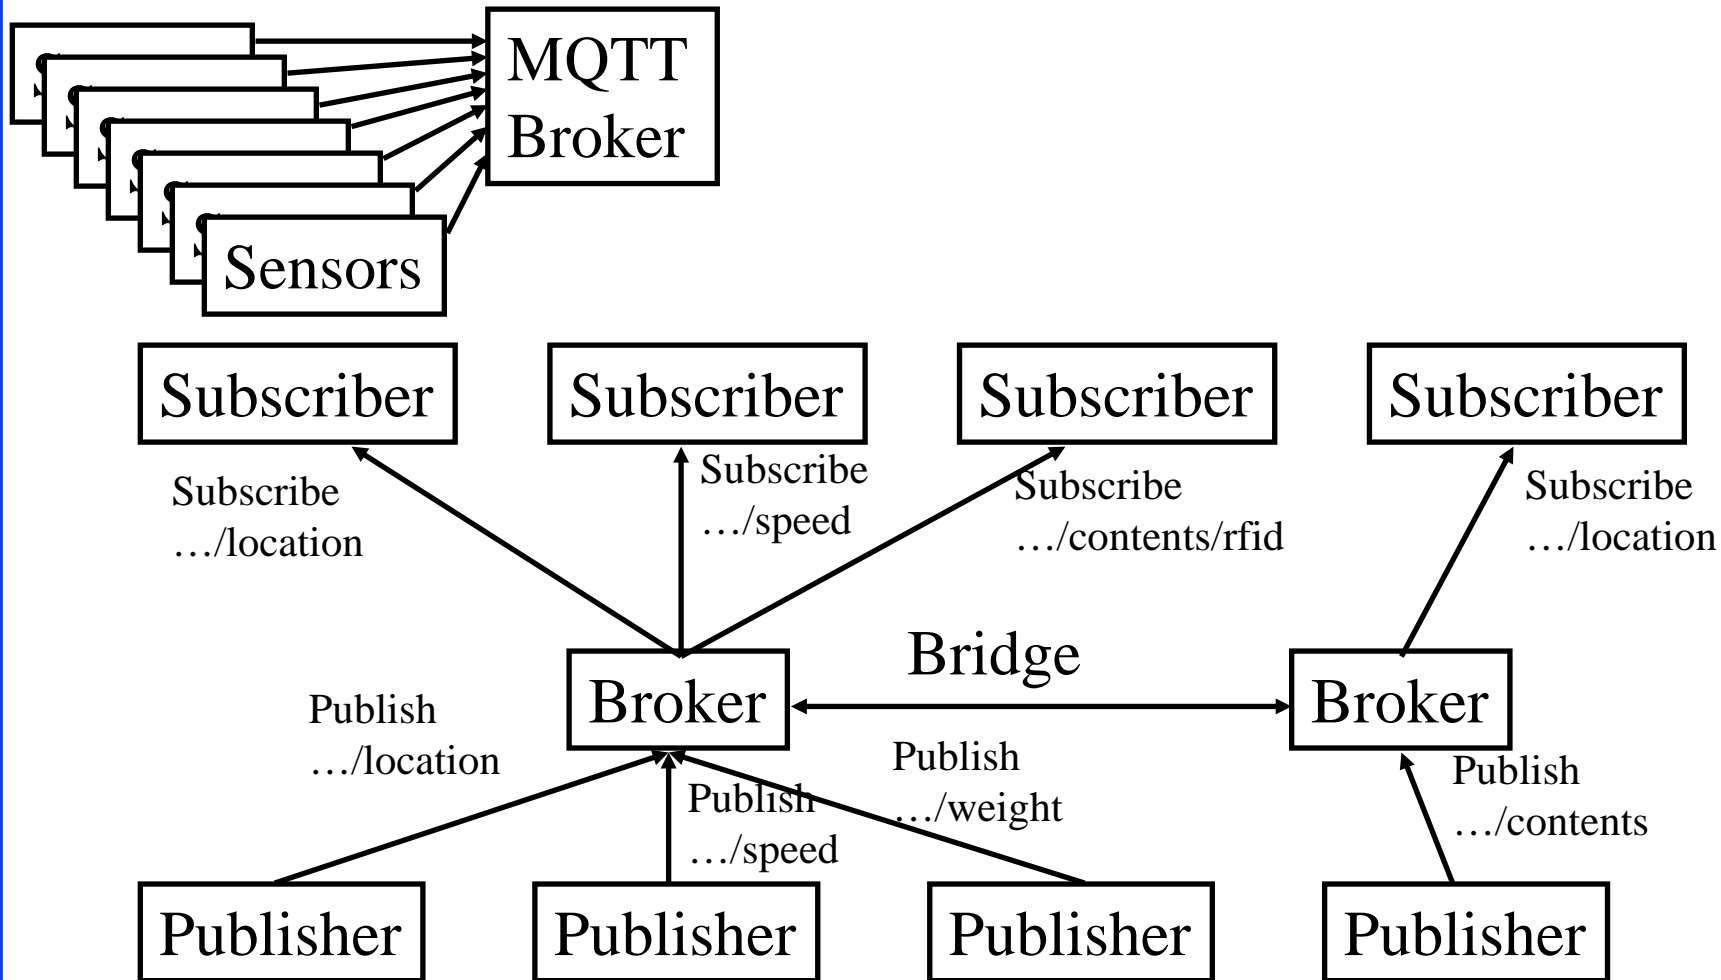 MQTT
Broker
Sensors
Subscriber
Subscriber
Subscriber
Subscriber
Subscribe
…/location
Subscribe
…/speed
Subscribe
…/contents/rfid
Subscribe
…/location
Bridge
Broker
Broker
Publish
…/location
Publish
…/speed
Publish
…/weight
Publish
…/contents
Publisher
Publisher
Publisher
Publisher